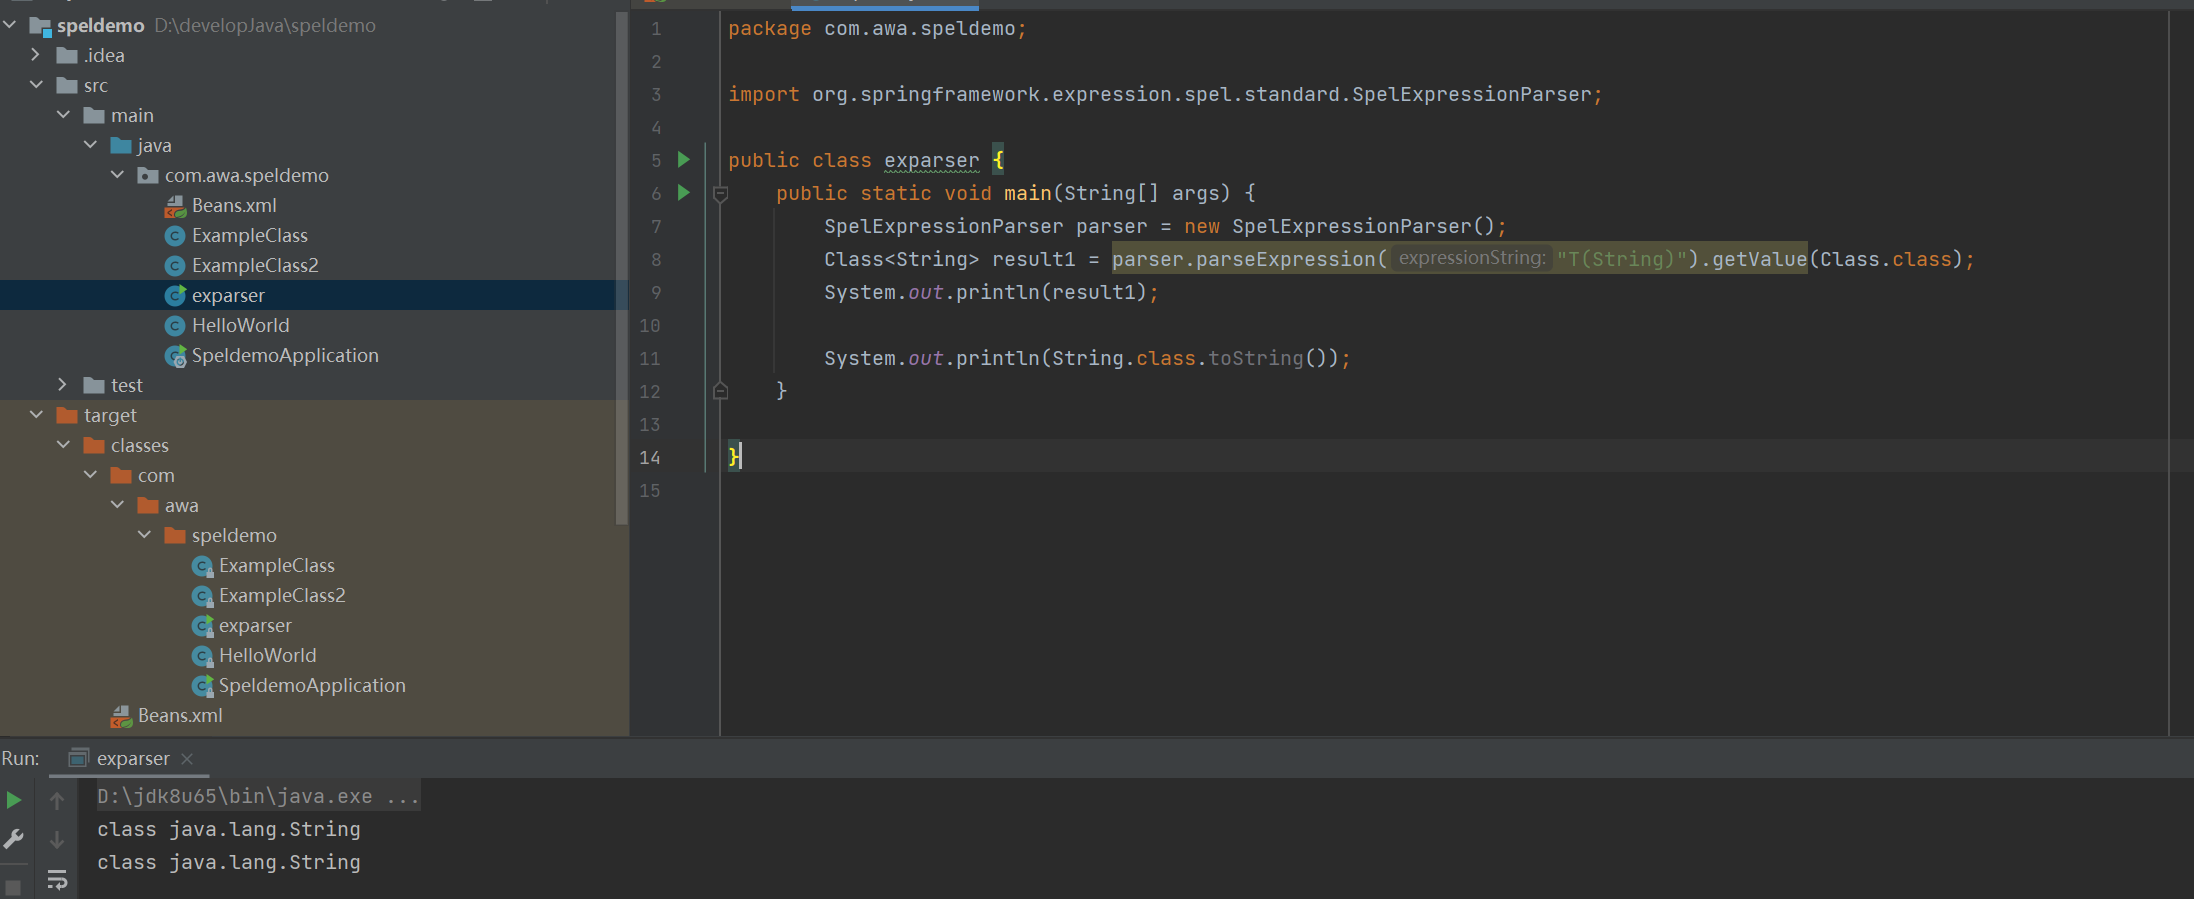 speldemo D:\developJava\speldemo
.idea
src
main
java
com.awa.speldemo
Beans.xml
ExampleClass
ExampleClass2
exparser
HelloWorld
SpeldemoApplication
test
target
classes
com
awa
speldemo
ExampleClass
ExampleClass2
exparser
HelloWorld
SpeldemoApplication
Beans.xml
1 package com.awa.speldemo;
2
3 import org.springframework.expression.spel.standard.SpelExpressionParser;
4
5 public class exparser {
6 public static void main(String[] args) {
7 SpelExpressionParser parser = new SpelExpressionParser();
8 Class<String> result1 = parser.parseExpression( expressionString: "T(String)").getValue(Class.class);
9 System.out.println(result1);
10
11 System.out.println(String.class.toString());
12 }
13
14 }
15
Run: exparser
D:\jdk8u65\bin\java.exe ...
class java.lang.String
class java.lang.String